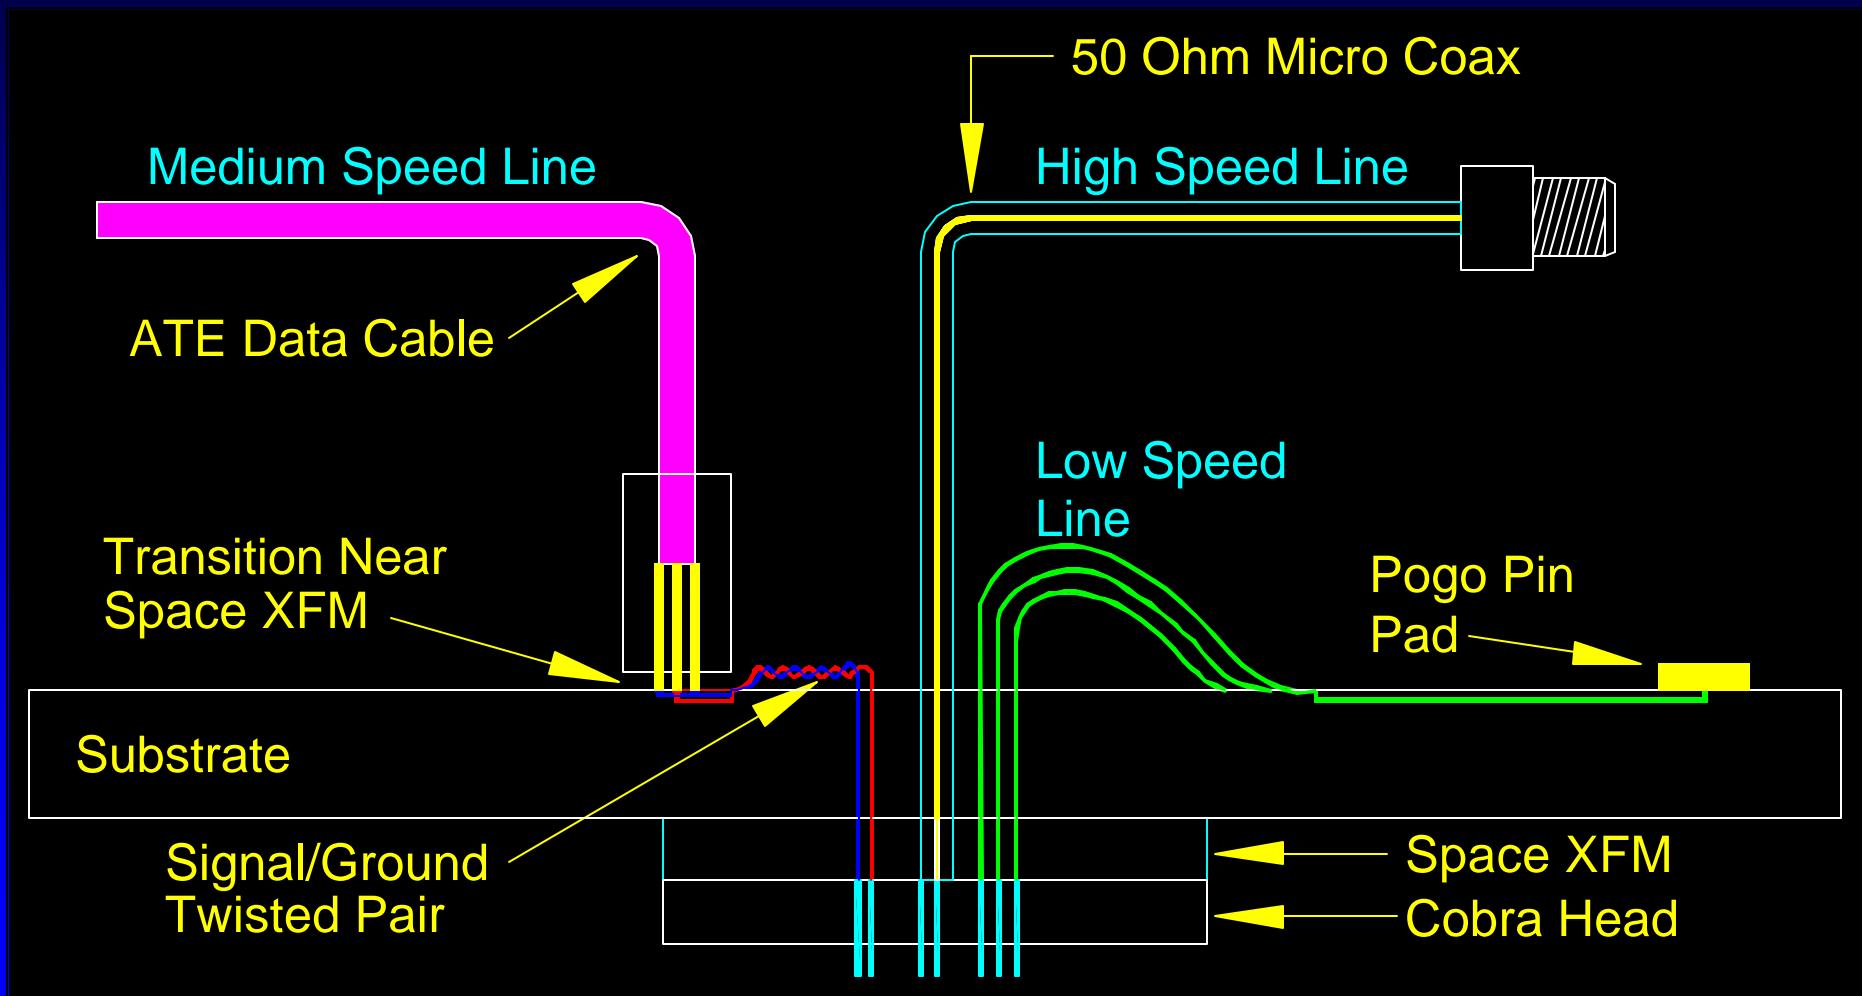 50 Ohm Micro Coax
Medium Speed Line
High Speed Line
ATE Data Cable
Low Speed
Line
Transition Near
Space XFM
Pogo Pin
Pad
Substrate
Signal/Ground
Twisted Pair
Space XFM
Cobra Head